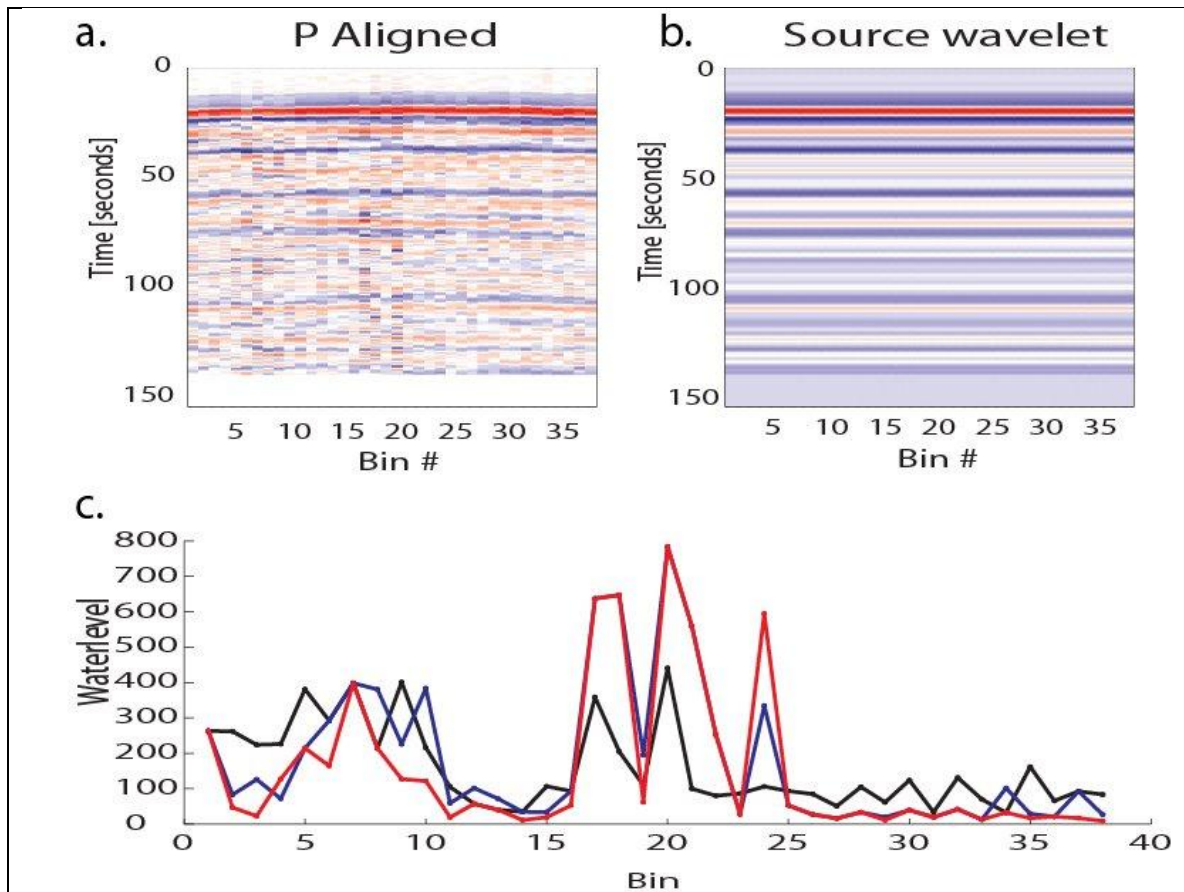 a. P Aligned
b. Source wavelet
0
50
100
150
Time [seconds]
5 10 15 20 25 30 35
Bin #
0
50
100
150
Time [seconds]
5 10 15 20 25 30 35
Bin #
c.
800
700
600
500
400
300
200
100
0
Waterlevel
0 5 10 15 20 25 30 35 40
Bin